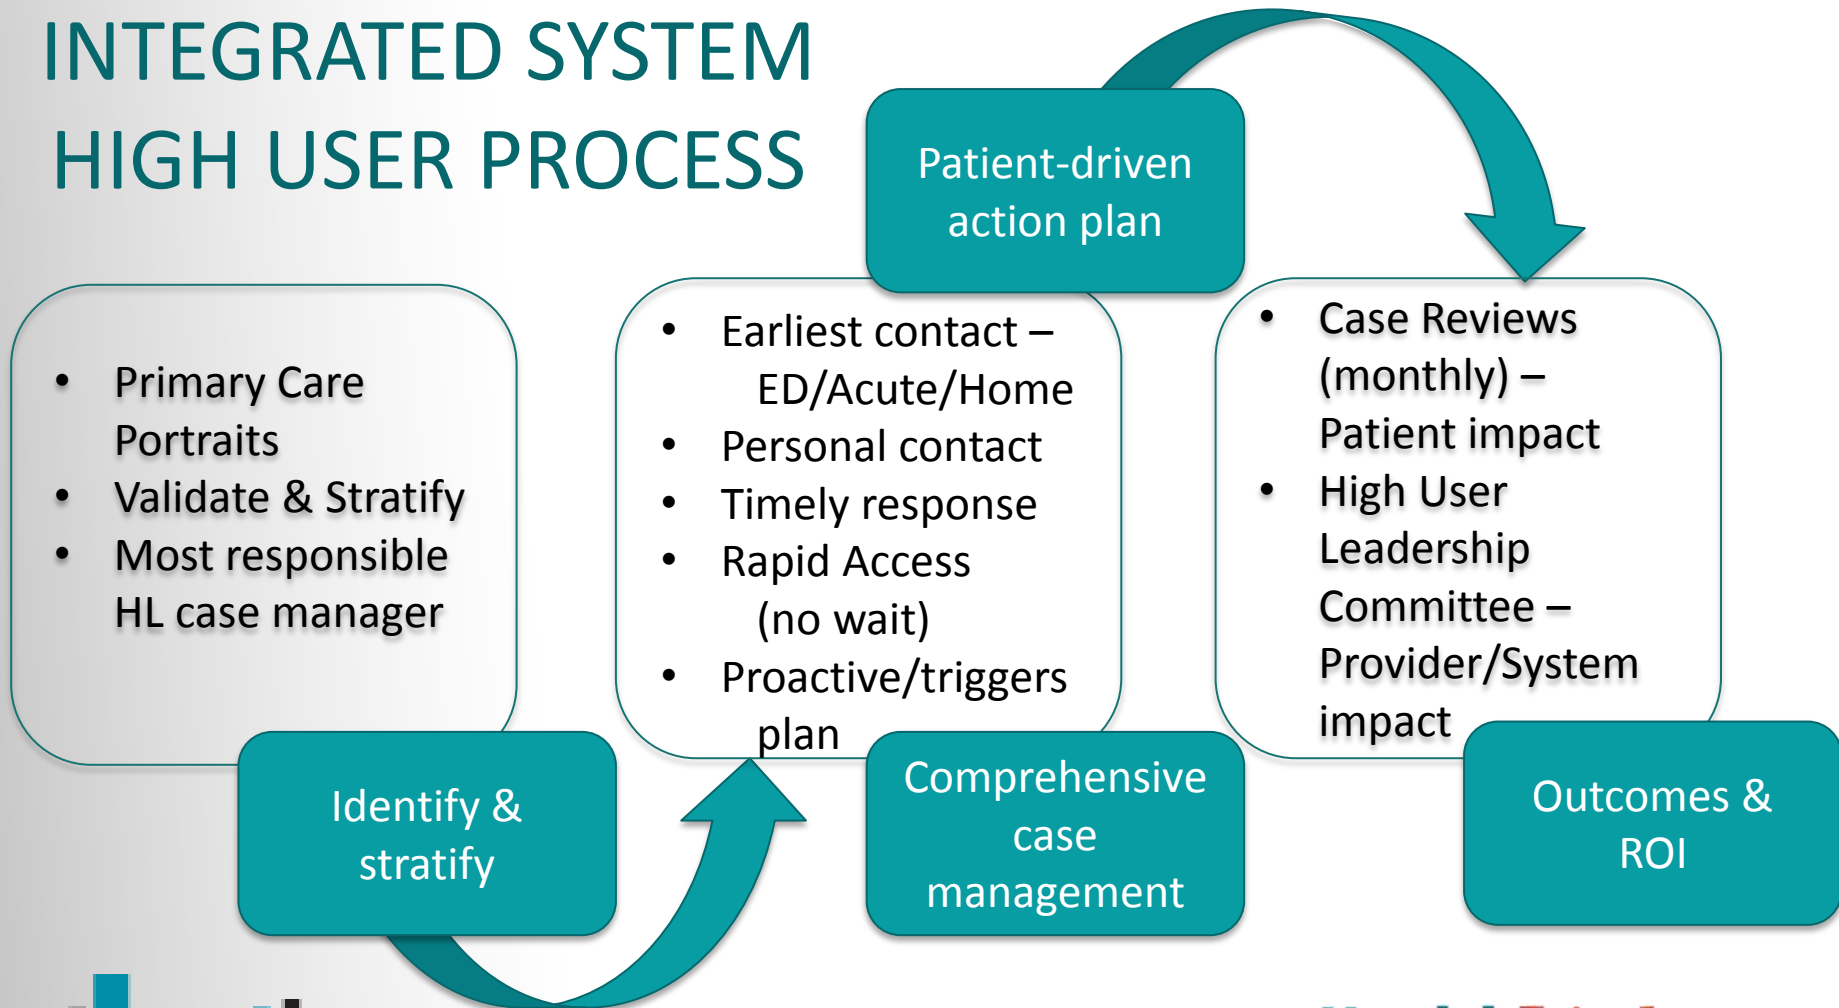 INTEGRATED SYSTEM
HIGH USER PROCESS
• Primary Care
Portraits
• Validate & Stratify
• Most responsible
HL case manager
Identify &
stratify
Patient-driven
action plan
• Earliest contact –
ED/Acute/Home
• Personal contact
• Timely response
• Rapid Access
(no wait)
• Proactive/triggers
plan
Comprehensive
case
management
• Case Reviews
(monthly) –
Patient impact
• High User
Leadership
Committee –
Provider/System
impact
Outcomes &
ROI